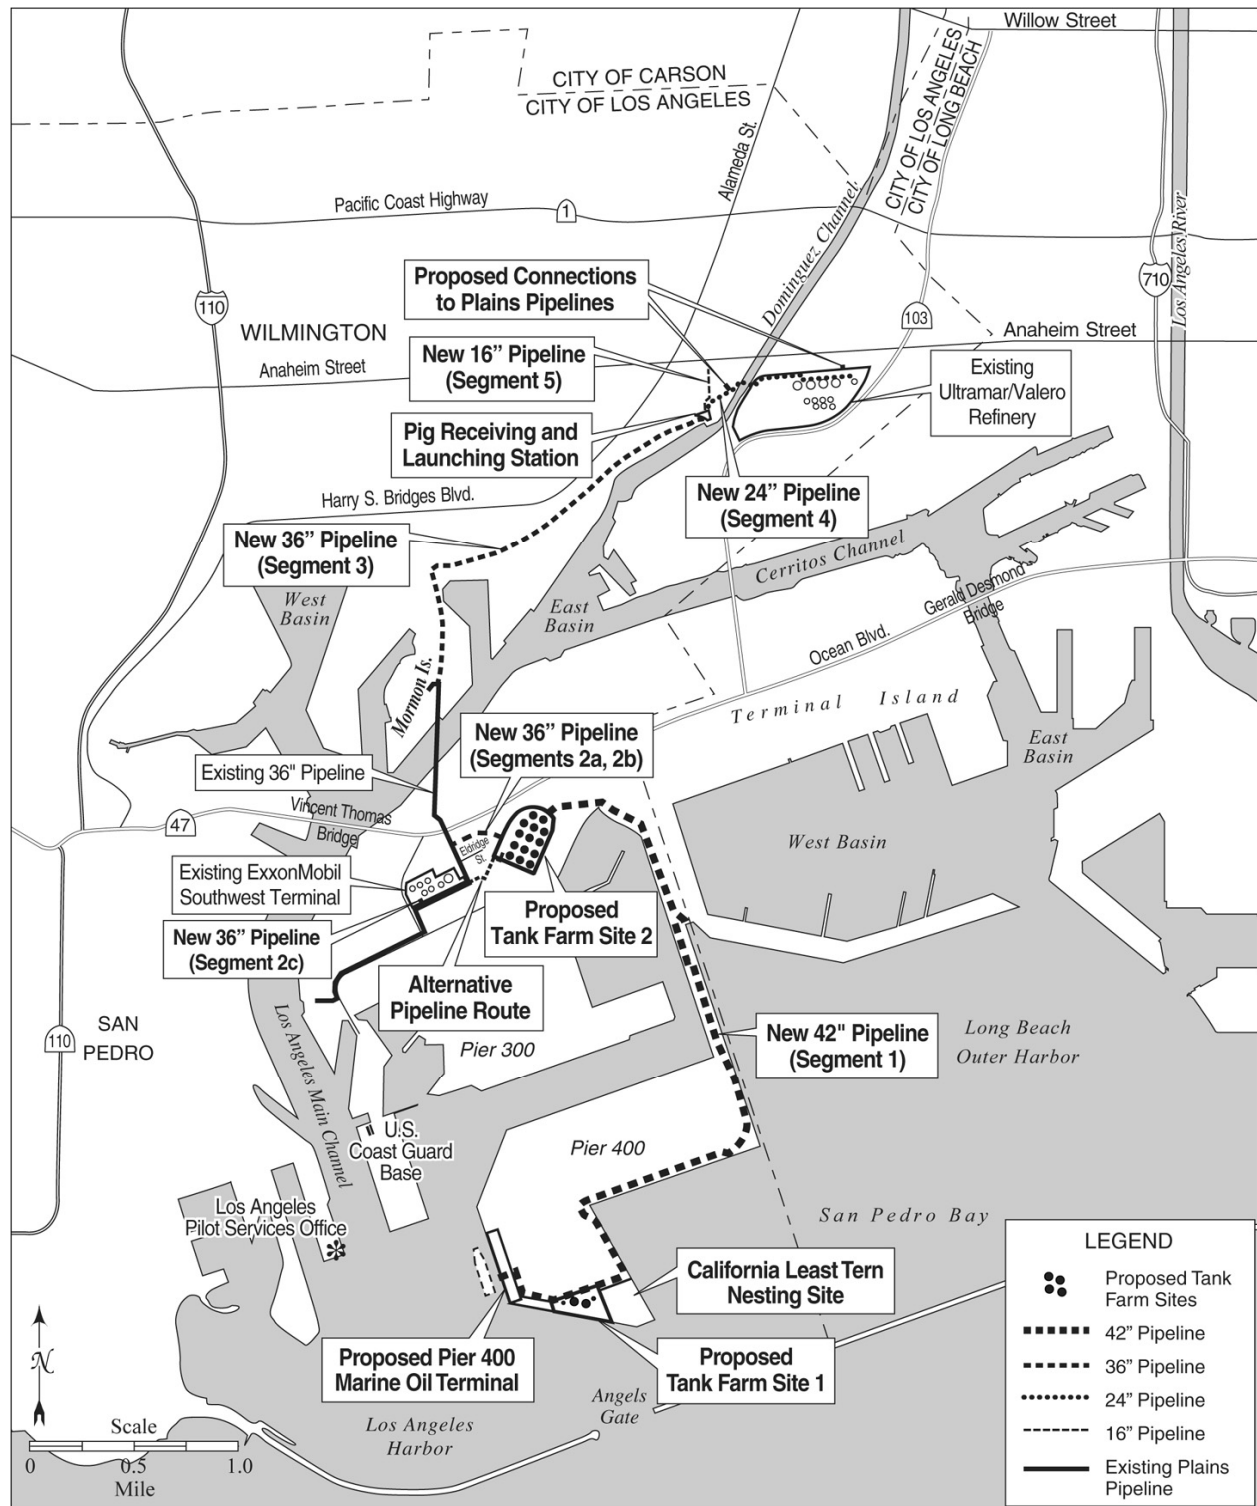 Willow Street
CITY OF CARSON
CITY OF LOS ANGELES
CITY OF LOS ANGELES
CITY OF LONG BEACH
Alameda St.
Pacific Coast Highway
1
Dominguez Channel
Los Angeles River
110
710
103
Proposed Connections
to Plains Pipelines
WILMINGTON
Anaheim Street
Anaheim Street
New 16” Pipeline
(Segment 5)
Existing
Ultramar/Valero
Refinery
Pig Receiving and
Launching Station
Harry S. Bridges Blvd.
New 24” Pipeline
(Segment 4)
New 36” Pipeline
(Segment 3)
Cerritos Channel
West
Basin
East
Basin
Gerald Desmond
Bridge
Ocean Blvd.
Mormon Is.
Terminal Island
New 36” Pipeline
(Segments 2a, 2b)
East
Basin
Existing 36" Pipeline
Vincent Thomas
Bridge
47
Eldridge
St.
West Basin
Existing ExxonMobil
Southwest Terminal
Proposed
Tank Farm Site 2
New 36” Pipeline
(Segment 2c)
Alternative
Pipeline Route
SAN
PEDRO
110
Pier 300
New 42" Pipeline
(Segment 1)
Long Beach
Outer Harbor
Los Angeles Main Channel
U.S.
Coast Guard
Base
Pier 400
Los Angeles
Pilot Services Office
San Pedro Bay
California Least Tern
Nesting Site
Proposed Pier 400
Marine Oil Terminal
Proposed
Tank Farm Site 1
Angels
Gate
Los Angeles
Harbor
N
Scale
0 0.5 1.0
Mile
LEGEND
Proposed Tank
Farm Sites
42” Pipeline
36” Pipeline
24” Pipeline
16” Pipeline
Existing Plains
Pipeline